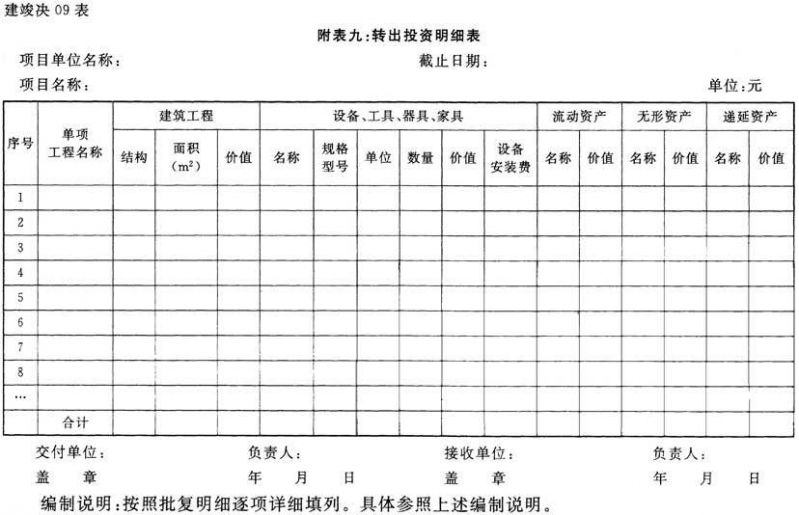 建竣决 09 表
附表九:转出投资明细表
项目单位名称: 截止日期:
项目名称: 单位:元
序号 单项工程名称 建筑工程 设备、工具、器具、家具 流动资产 无形资产 递延资产
结构 面积(m²) 价值 名称 规格型号 单位 数量 价值 设备安装费 名称 价值 名称 价值 名称 价值
1
2
3
4
5
6
7
8
…
合计
交付单位: 负责人: 接收单位: 负责人:
盖 章 年 月 日 盖 章 年 月 日
编制说明:按照批复明细逐项详细填列。具体参照上述编制说明。